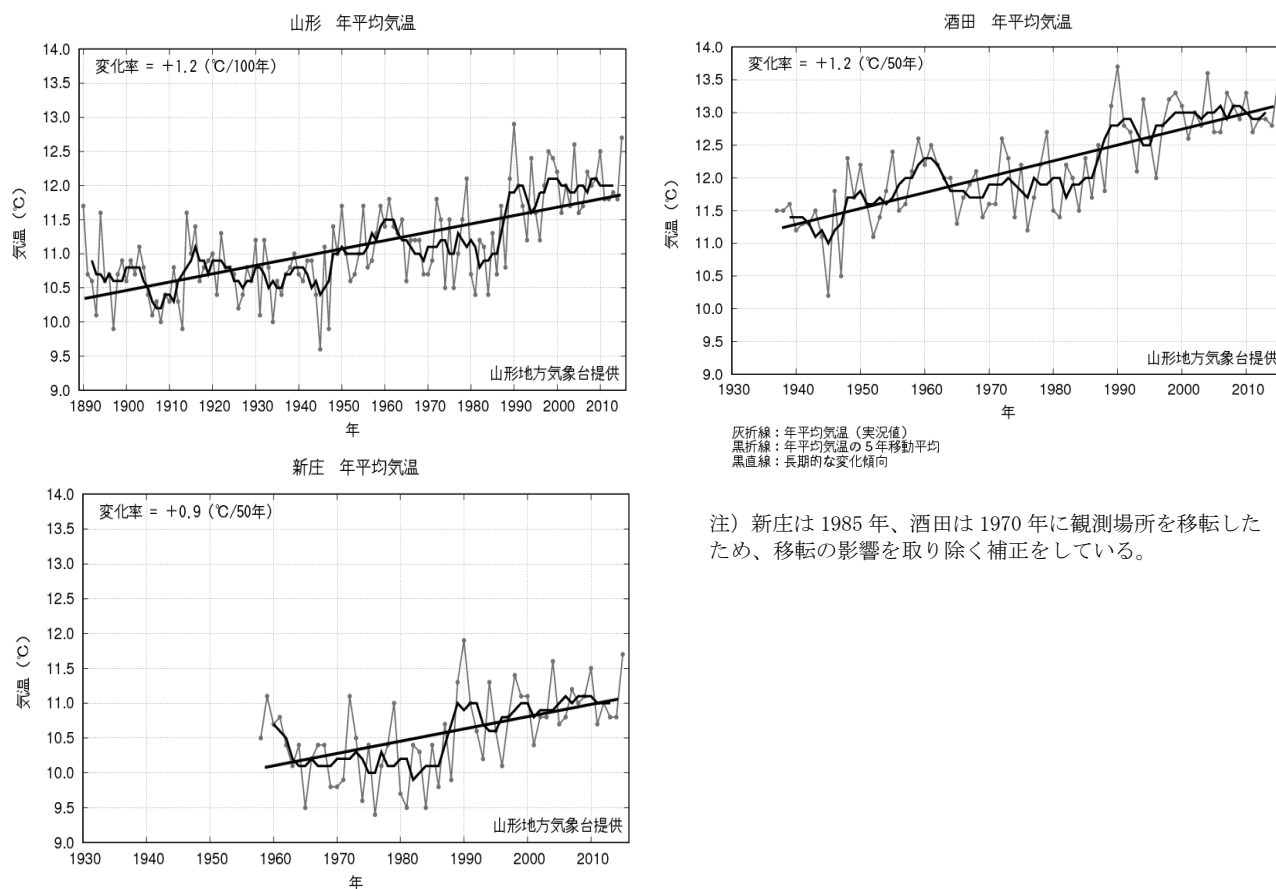 山形　年平均気温
変化率 = ＋1.2（℃/100年）
気温（℃）
14.0
13.5
13.0
12.5
12.0
11.5
11.0
10.5
10.0
9.5
9.0
山形地方気象台提供
1890 1900 1910 1920 1930 1940 1950 1960 1970 1980 1990 2000 2010
年
酒田　年平均気温
変化率 = ＋1.2（℃/50年）
気温（℃）
14.0
13.5
13.0
12.5
12.0
11.5
11.0
10.5
10.0
9.5
9.0
山形地方気象台提供
1930 1940 1950 1960 1970 1980 1990 2000 2010
年
灰折線：年平均気温（実況値）
黒折線：年平均気温の５年移動平均
黒直線：長期的な変化傾向
新庄　年平均気温
変化率 = ＋0.9（℃/50年）
気温（℃）
14.0
13.5
13.0
12.5
12.0
11.5
11.0
10.5
10.0
9.5
9.0
山形地方気象台提供
1930 1940 1950 1960 1970 1980 1990 2000 2010
年
注）新庄は 1985 年、酒田は 1970 年に観測場所を移転した
ため、移転の影響を取り除く補正をしている。